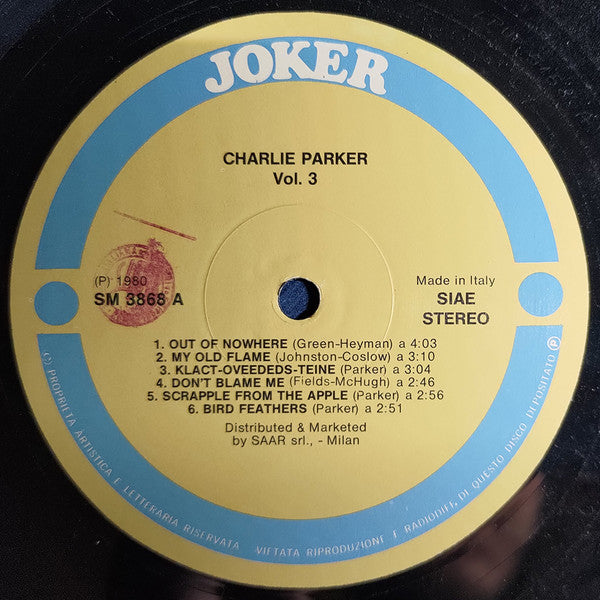 JOKER
CHARLIE PARKER
Vol. 3
(P) 1980
SM 3868 A
Made in Italy
SIAE
STEREO
1. OUT OF NOWHERE (Green-Heyman) a 4:03
2. MY OLD FLAME (Johnston-Coslow) a 3:10
3. KLACT-OVEEDEDS-TEINE (Parker) a 3:04
4. DON'T BLAME ME (Fields-McHugh) a 2:46
5. SCRAPPLE FROM THE APPLE (Parker) a 2:56
6. BIRD FEATHERS (Parker) a 2:51
Distributed & Marketed
by SAAR srl., - Milan
(C) PROPRIETA ARTISTICA E LETTERARIA RISERVATA - VIETATA RIPRODUZIONE E RADIODIFF. DI QUESTO DISCO DEPOSITATO (P)